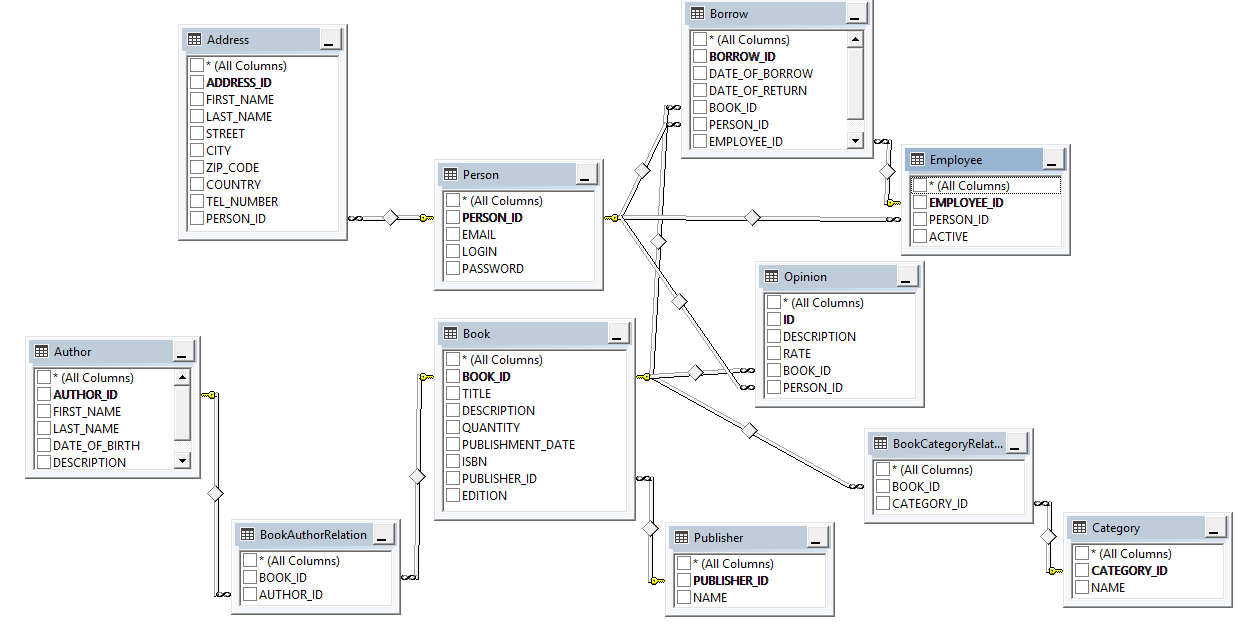 Borrow
* (All Columns)
BORROW_ID
DATE_OF_BORROW
DATE_OF_RETURN
BOOK_ID
PERSON_ID
EMPLOYEE_ID
Address
* (All Columns)
ADDRESS_ID
FIRST_NAME
LAST_NAME
STREET
CITY
ZIP_CODE
COUNTRY
TEL_NUMBER
PERSON_ID
Person
* (All Columns)
PERSON_ID
EMAIL
LOGIN
PASSWORD
Employee
* (All Columns)
EMPLOYEE_ID
PERSON_ID
ACTIVE
Opinion
* (All Columns)
ID
DESCRIPTION
RATE
BOOK_ID
PERSON_ID
Author
* (All Columns)
AUTHOR_ID
FIRST_NAME
LAST_NAME
DATE_OF_BIRTH
DESCRIPTION
Book
* (All Columns)
BOOK_ID
TITLE
DESCRIPTION
QUANTITY
PUBLISHMENT_DATE
ISBN
PUBLISHER_ID
EDITION
BookCategoryRelat...
* (All Columns)
BOOK_ID
CATEGORY_ID
BookAuthorRelation
* (All Columns)
BOOK_ID
AUTHOR_ID
Publisher
* (All Columns)
PUBLISHER_ID
NAME
Category
* (All Columns)
CATEGORY_ID
NAME